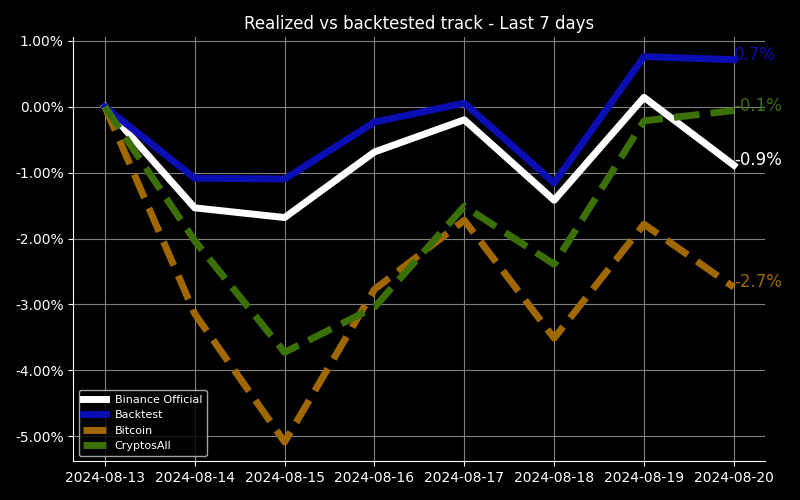 Realized vs backtested track - Last 7 days
1.00%
0.00%
-1.00%
-2.00%
-3.00%
-4.00%
-5.00%
0.7%
-0.1%
-0.9%
-2.7%
Binance Official
Backtest
Bitcoin
CryptosAll
2024-08-13 2024-08-14 2024-08-15 2024-08-16 2024-08-17 2024-08-18 2024-08-19 2024-08-20